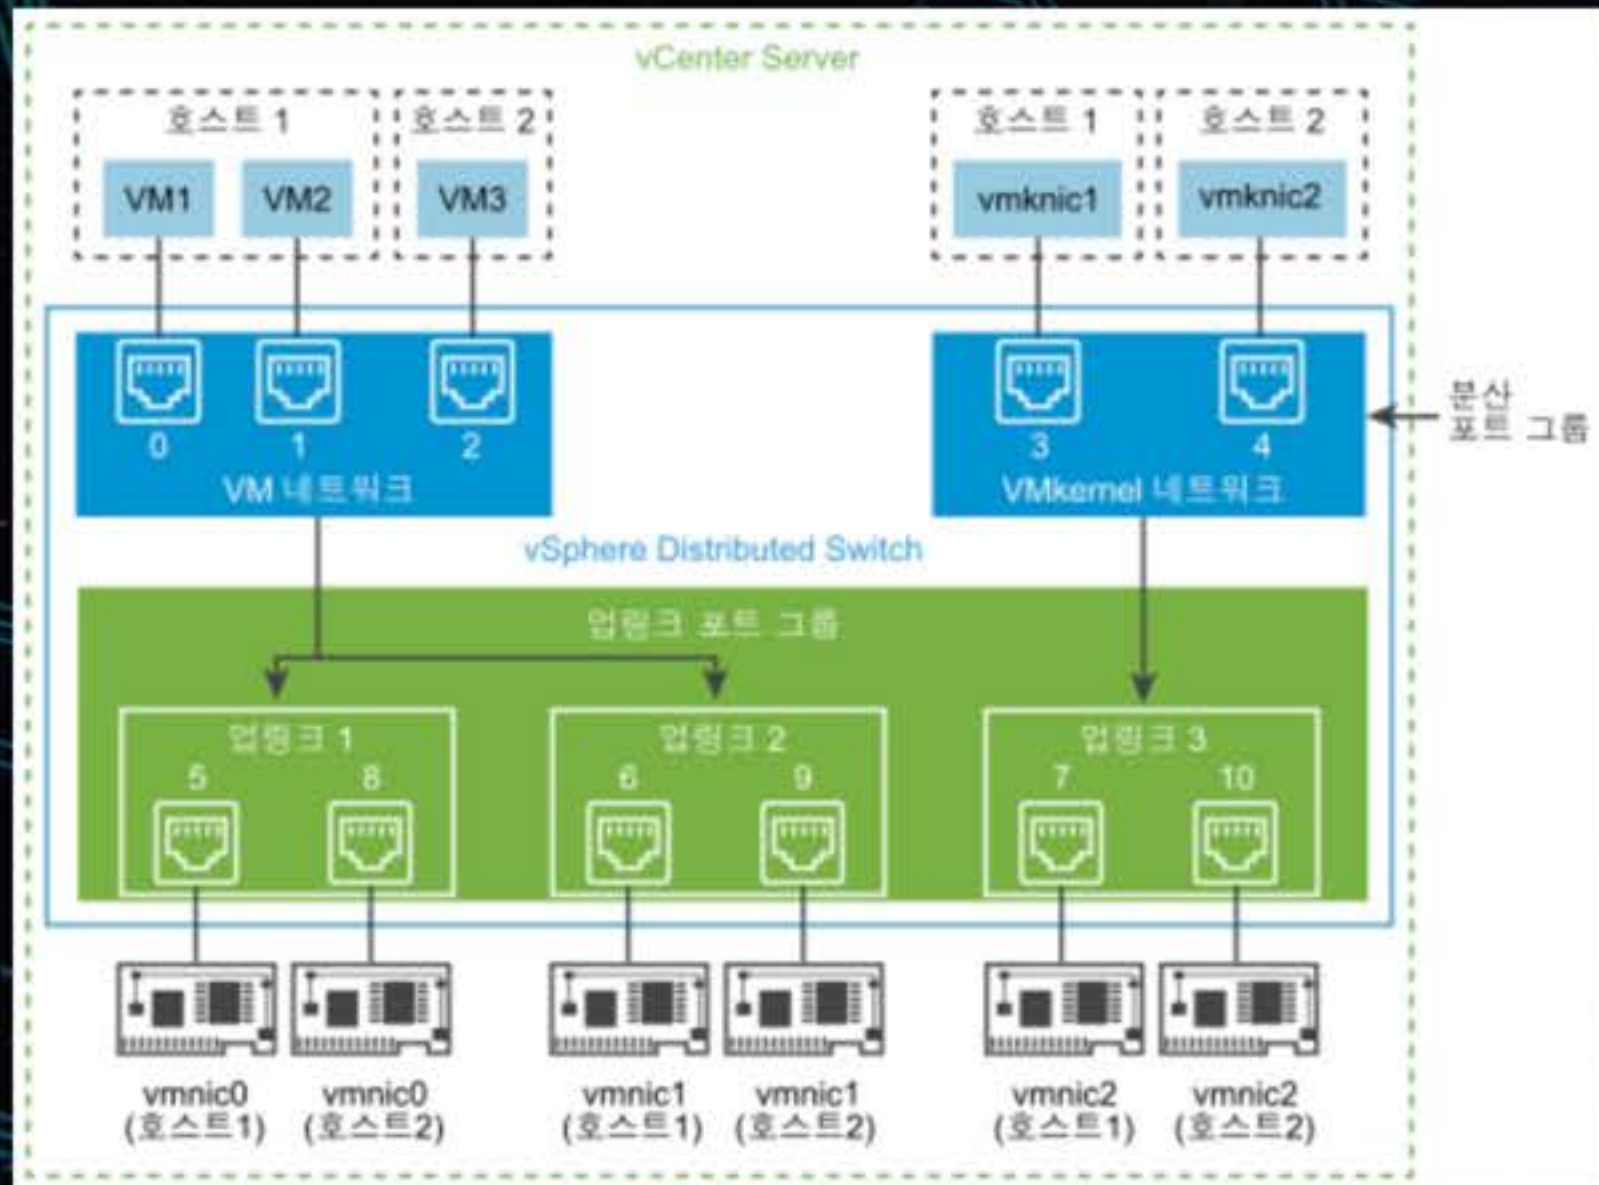 vCenter Server
호스트 1
호스트 2
호스트 1
호스트 2
VM1
VM2
VM3
vmknic1
vmknic2
0
1
2
3
4
VM 네트워크
VMkernel 네트워크
분산
포트 그룹
vSphere Distributed Switch
업링크 포트 그룹
업링크 1
업링크 2
업링크 3
5
8
6
9
7
10
vmnic0
(호스트1)
vmnic0
(호스트2)
vmnic1
(호스트1)
vmnic1
(호스트2)
vmnic2
(호스트1)
vmnic2
(호스트2)